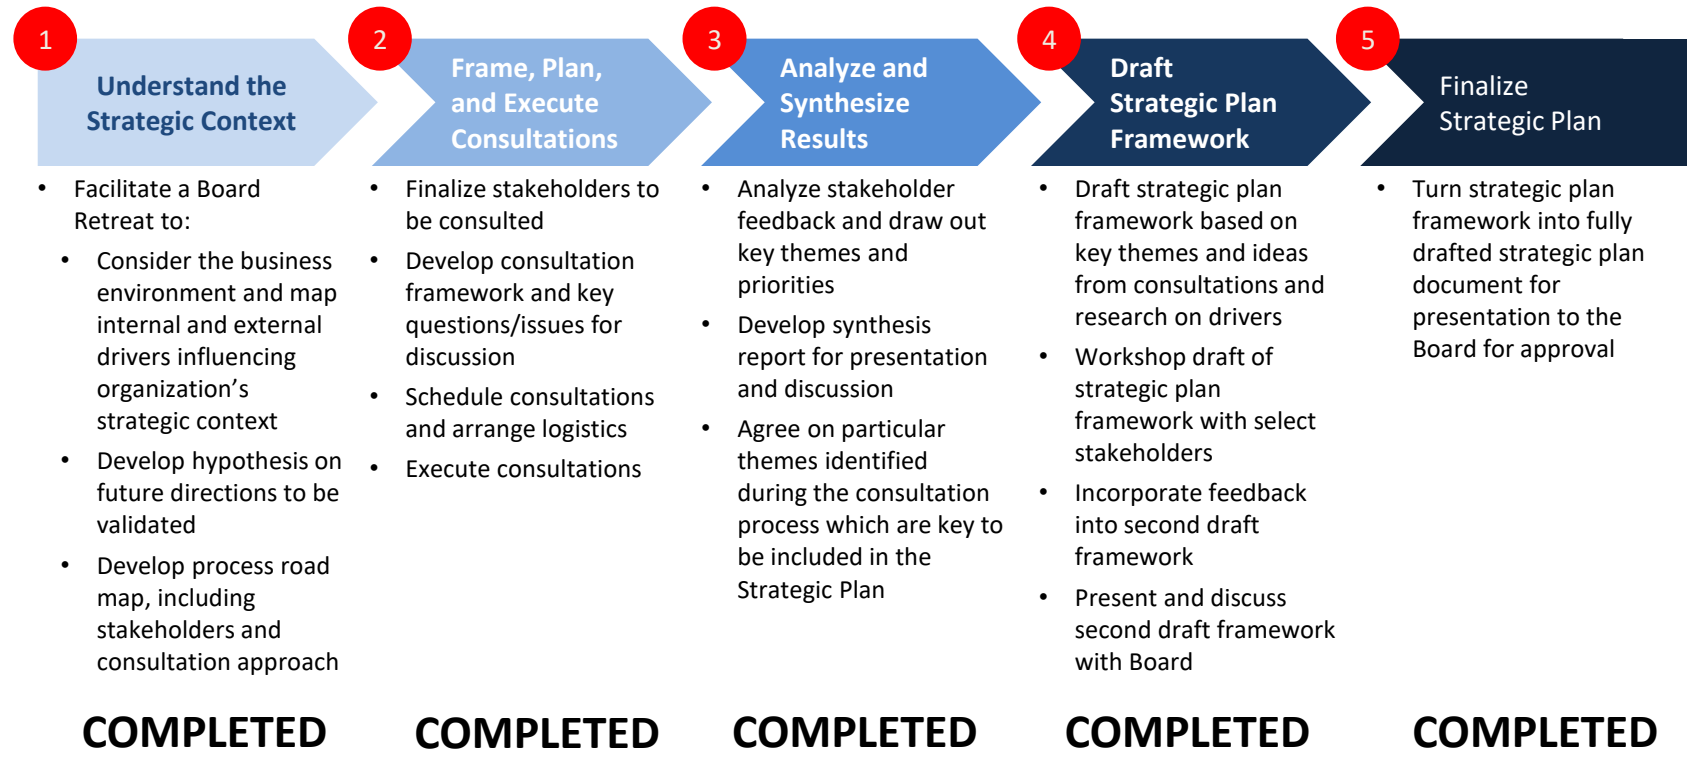 1
Understand the
Strategic Context
• Facilitate a Board
Retreat to:
• Consider the business
environment and map
internal and external
drivers influencing
organization’s
strategic context
• Develop hypothesis on
future directions to be
validated
• Develop process road
map, including
stakeholders and
consultation approach
COMPLETED
2
Frame, Plan,
and Execute
Consultations
• Finalize stakeholders to
be consulted
• Develop consultation
framework and key
questions/issues for
discussion
• Schedule consultations
and arrange logistics
• Execute consultations
COMPLETED
3
Analyze and
Synthesize
Results
• Analyze stakeholder
feedback and draw out
key themes and
priorities
• Develop synthesis
report for presentation
and discussion
• Agree on particular
themes identified
during the consultation
process which are key to
be included in the
Strategic Plan
COMPLETED
4
Draft
Strategic Plan
Framework
• Draft strategic plan
framework based on
key themes and ideas
from consultations and
research on drivers
• Workshop draft of
strategic plan
framework with select
stakeholders
• Incorporate feedback
into second draft
framework
• Present and discuss
second draft framework
with Board
COMPLETED
5
Finalize
Strategic Plan
• Turn strategic plan
framework into fully
drafted strategic plan
document for
presentation to the
Board for approval
COMPLETED